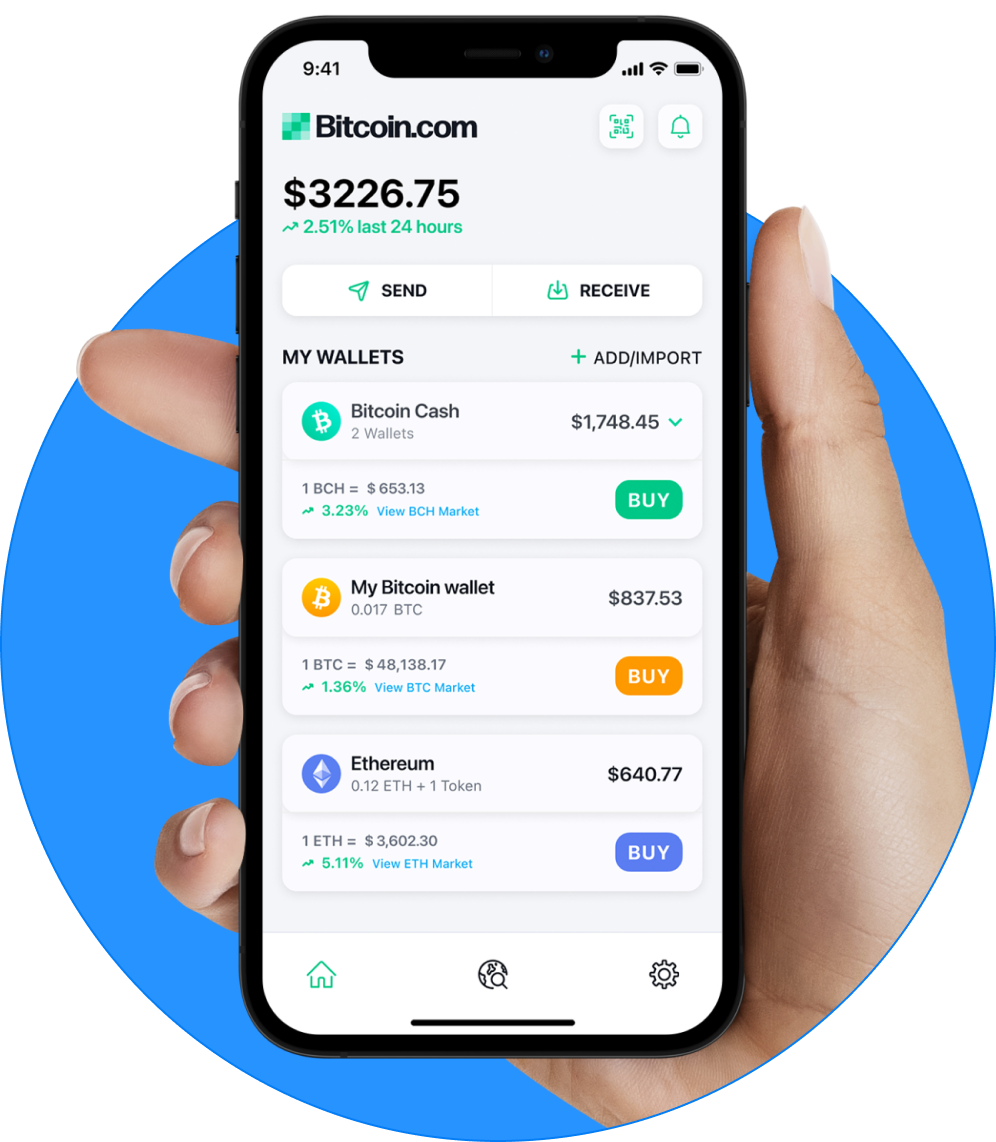 9:41
Bitcoin.com
$3226.75
2.51% last 24 hours
SEND RECEIVE
MY WALLETS + ADD/IMPORT
Bitcoin Cash
2 Wallets
$1,748.45
1 BCH = $ 653.13
3.23% View BCH Market
BUY
My Bitcoin wallet
0.017 BTC
$837.53
1 BTC = $ 48,138.17
1.36% View BTC Market
BUY
Ethereum
0.12 ETH + 1 Token
$640.77
1 ETH = $ 3,602.30
5.11% View ETH Market
BUY